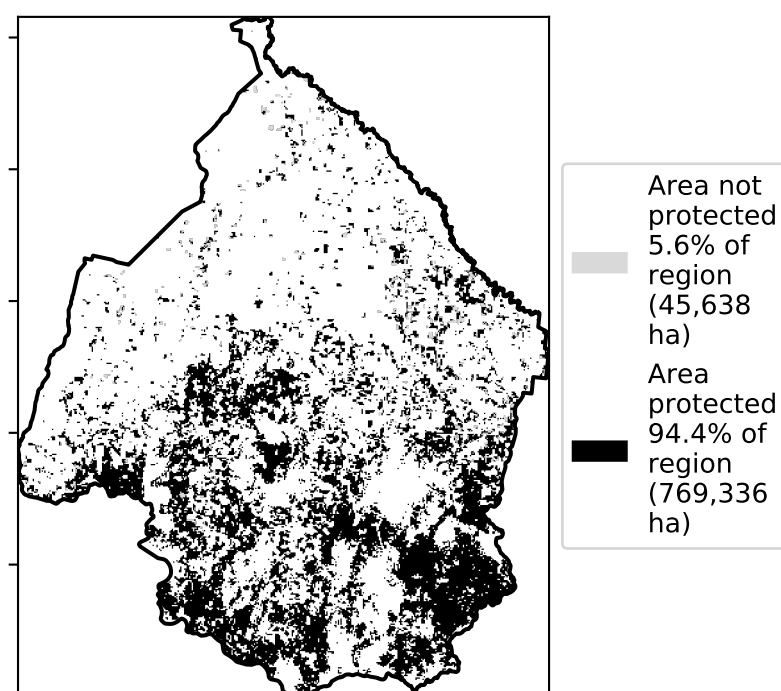 Area not
protected
5.6% of
region
(45,638
ha)
Area
protected
94.4% of
region
(769,336
ha)